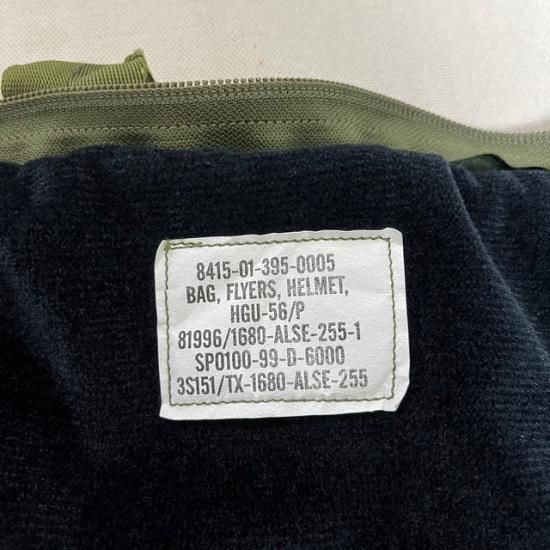 8415-01-395-0005
BAG, FLYERS, HELMET,
HGU-56/P
81996/1680-ALSE-255-1
SPO100-99-D-6000
3S151/TX-1680-ALSE-255